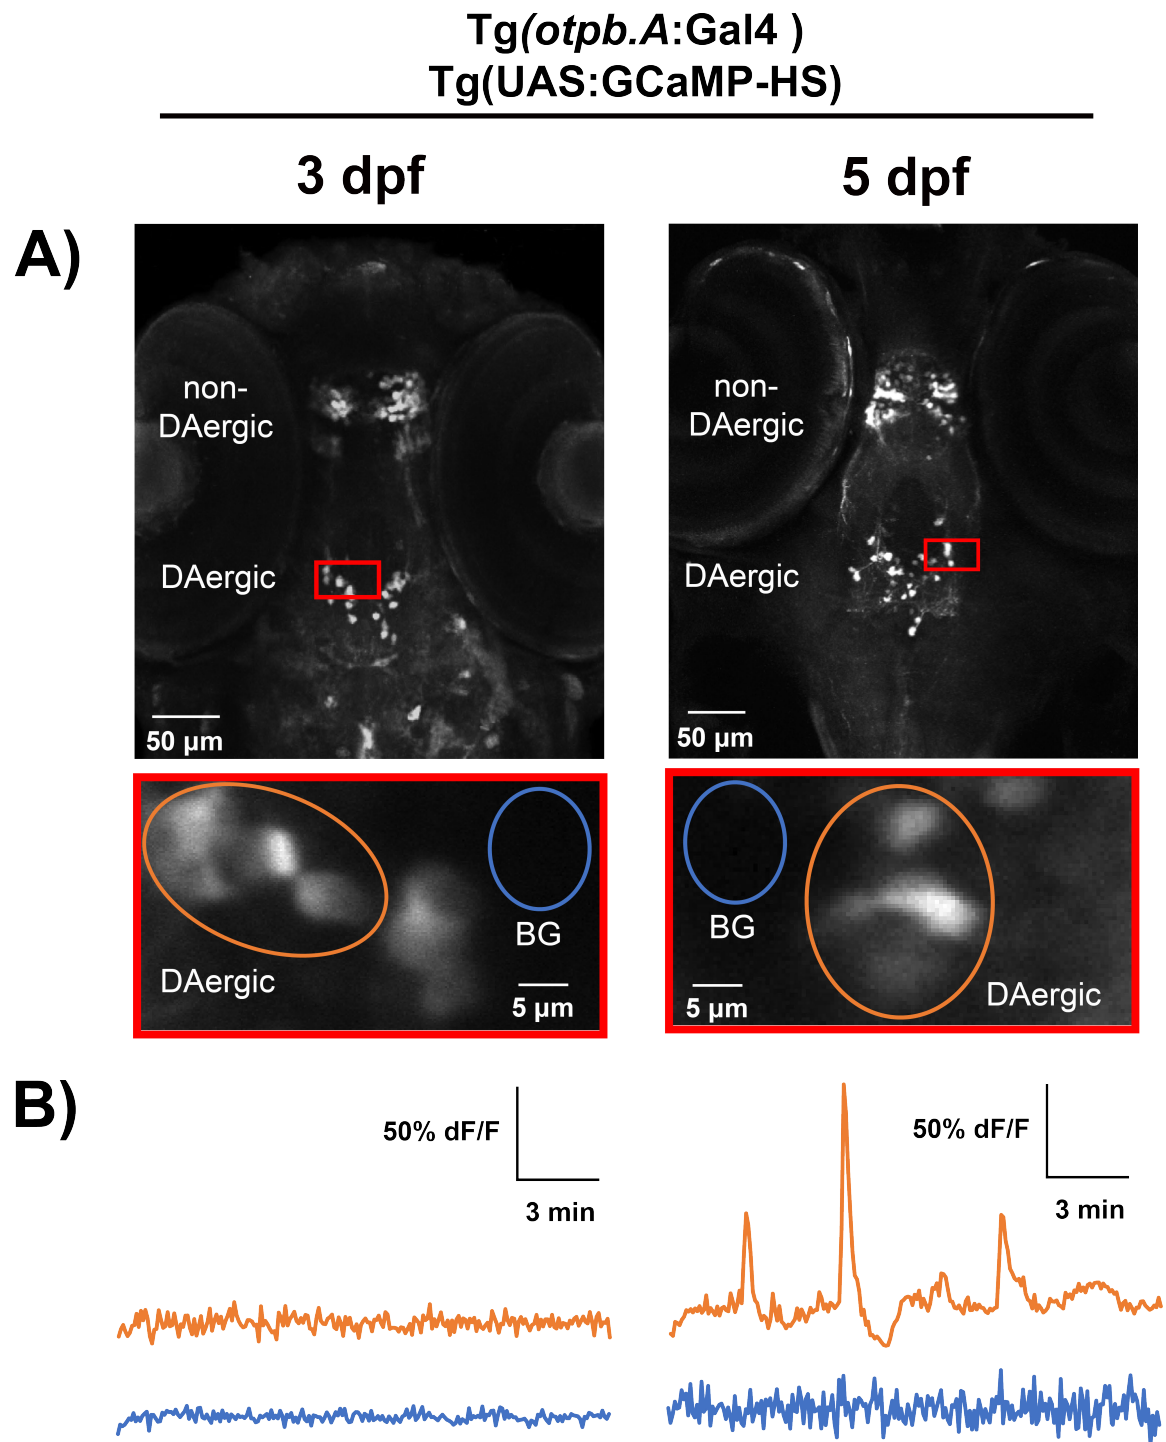 Tg(otpb.A:Gal4 )
Tg(UAS:GCaMP-HS)
3 dpf
5 dpf
A)
non-
DAergic
DAergic
50 µm
non-
DAergic
DAergic
50 µm
DAergic
BG
5 µm
BG
5 µm
DAergic
B)
50% dF/F
3 min
50% dF/F
3 min